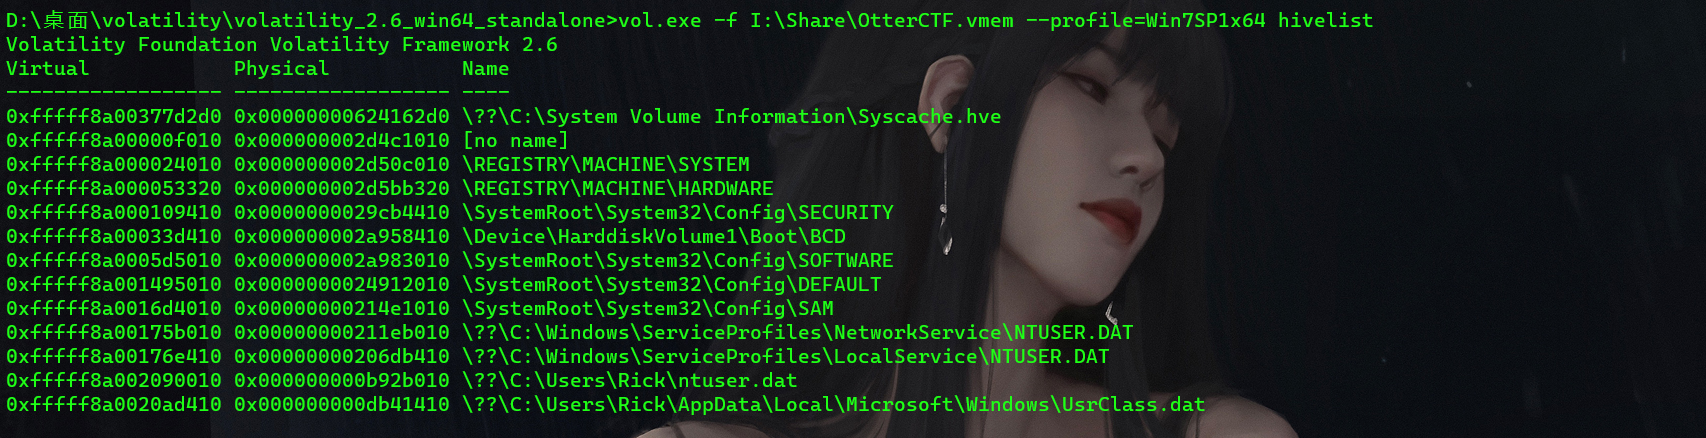 D:\桌面\volatility\volatility_2.6_win64_standalone>vol.exe -f I:\Share\OtterCTF.vmem --profile=Win7SP1x64 hivelist
Volatility Foundation Volatility Framework 2.6
Virtual            Physical           Name
------------------ ------------------ ----
0xfffff8a00377d2d0 0x00000000624162d0 \??\C:\System Volume Information\Syscache.hve
0xfffff8a00000f010 0x000000002d4c1010 [no name]
0xfffff8a000024010 0x000000002d50c010 \REGISTRY\MACHINE\SYSTEM
0xfffff8a000053320 0x000000002d5bb320 \REGISTRY\MACHINE\HARDWARE
0xfffff8a000109410 0x0000000029cb4410 \SystemRoot\System32\Config\SECURITY
0xfffff8a00033d410 0x000000002a958410 \Device\HarddiskVolume1\Boot\BCD
0xfffff8a0005d5010 0x000000002a983010 \SystemRoot\System32\Config\SOFTWARE
0xfffff8a001495010 0x0000000024912010 \SystemRoot\System32\Config\DEFAULT
0xfffff8a0016d4010 0x00000000214e1010 \SystemRoot\System32\Config\SAM
0xfffff8a00175b010 0x00000000211eb010 \??\C:\Windows\ServiceProfiles\NetworkService\NTUSER.DAT
0xfffff8a00176e410 0x00000000206db410 \??\C:\Windows\ServiceProfiles\LocalService\NTUSER.DAT
0xfffff8a002090010 0x000000000b92b010 \??\C:\Users\Rick\ntuser.dat
0xfffff8a0020ad410 0x000000000db41410 \??\C:\Users\Rick\AppData\Local\Microsoft\Windows\UsrClass.dat